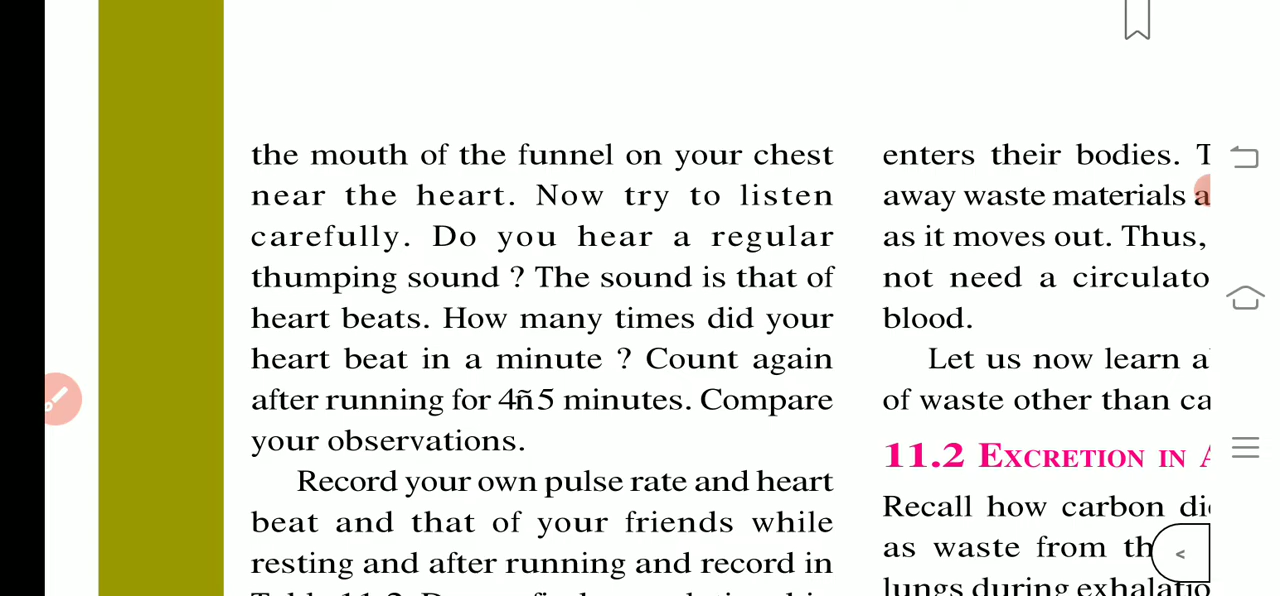 the mouth of the funnel on your chest
near the heart. Now try to listen
carefully. Do you hear a regular
thumping sound ? The sound is that of
heart beats. How many times did your
heart beat in a minute ? Count again
after running for 4ñ5 minutes. Compare
your observations.
Record your own pulse rate and heart
beat and that of your friends while
resting and after running and record in
enters their bodies.
away waste materials
as it moves out. Thus,
not need a
blood.
Let us now learn
of waste other than
11.2 EXCRETION IN
Recall how carbon
as waste from
lungs during